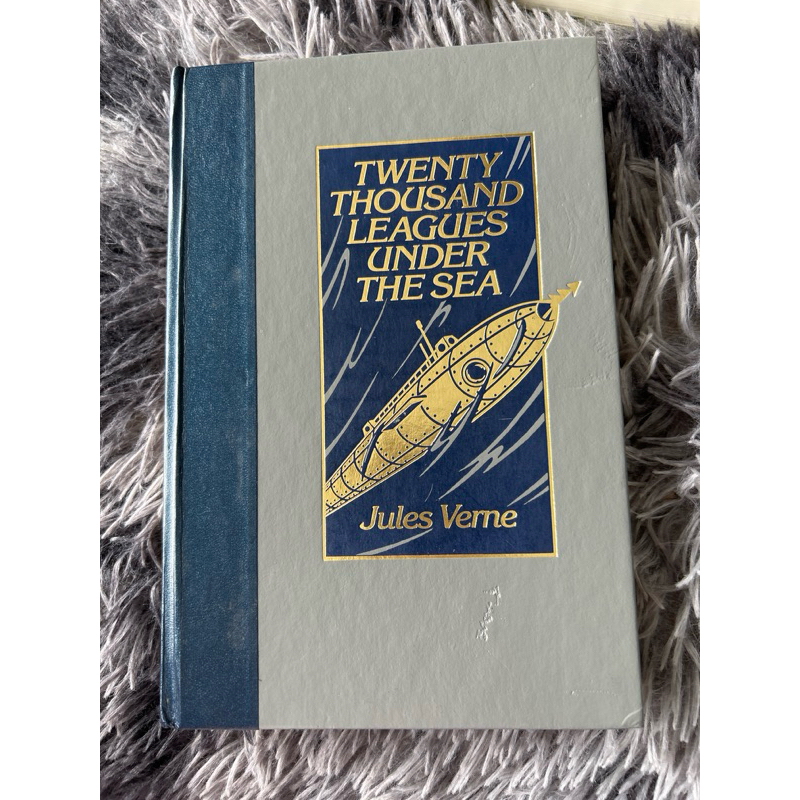 TWENTY
THOUSAND
LEAGUES
UNDER
THE SEA
Jules Verne